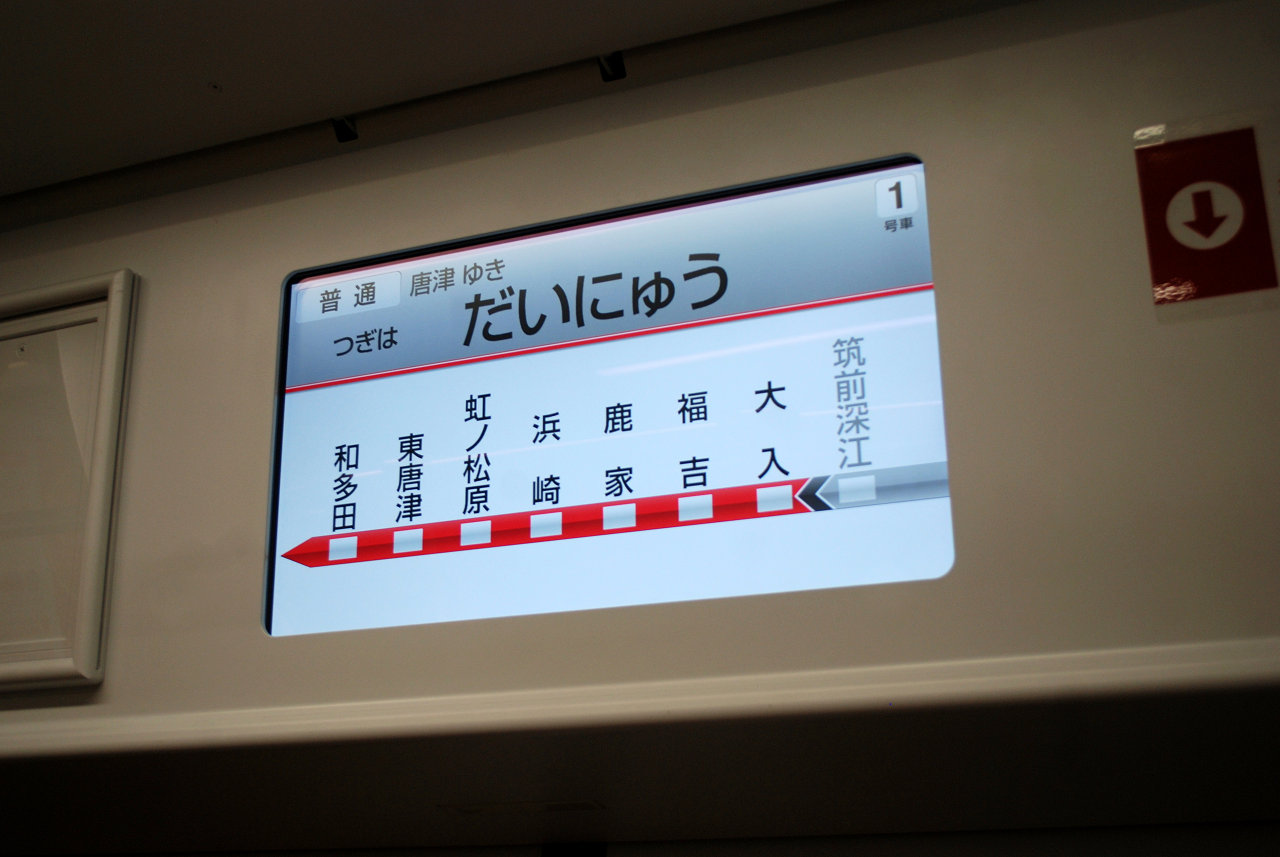 普通 唐津 ゆき
1
号車
つぎは だいにゅう
和多田
東唐津
虹ノ松原
浜崎
鹿家
福吉
大入
筑前深江